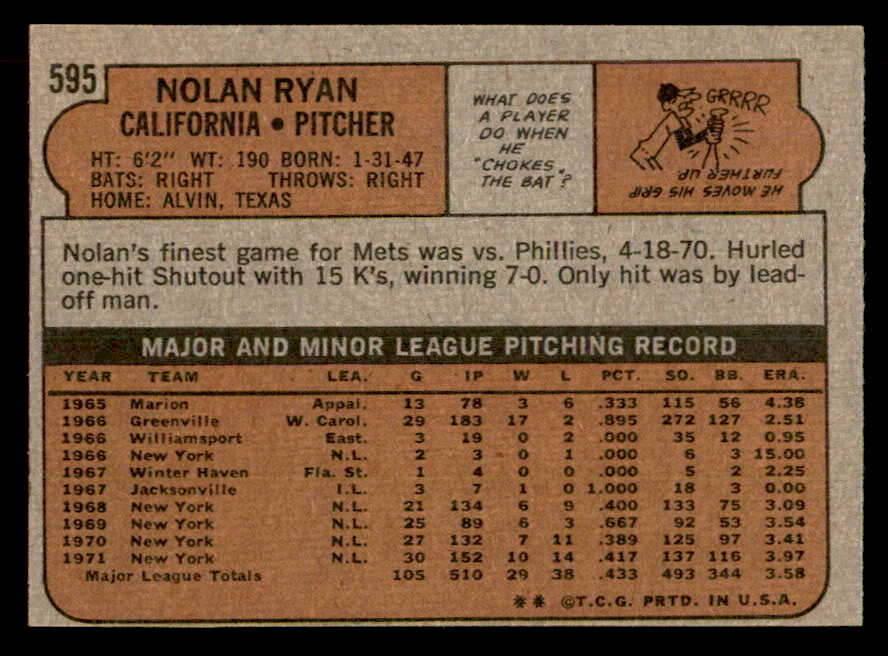 595
NOLAN RYAN
CALIFORNIA • PITCHER
HT: 6'2" WT: 190 BORN: 1-31-47
BATS: RIGHT THROWS: RIGHT
HOME: ALVIN, TEXAS
WHAT DOES
A PLAYER
DO WHEN
HE
"CHOKES"
THE BAT?
GRRRR
HE MOVES HIS GRIP
FURTHER UP
Nolan's finest game for Mets was vs. Phillies, 4-18-70. Hurled
one-hit Shutout with 15 K's, winning 7-0. Only hit was by lead-
off man.
MAJOR AND MINOR LEAGUE PITCHING RECORD
YEAR TEAM LEA. G IP W L PCT. SO. BB. ERA.
1965 Marion Appal. 13 78 3 6 .333 115 56 4.38
1966 Greenville W. Carol. 29 183 17 2 .895 272 127 2.51
1966 Williamsport East. 3 19 0 2 .000 35 12 0.95
1966 New York N.L. 2 3 0 1 .000 6 3 15.00
1967 Winter Haven Fla. St. 1 4 0 0 .000 5 2 2.25
1967 Jacksonville I.L. 3 7 1 0 1.000 18 3 0.00
1968 New York N.L. 21 134 6 9 .400 133 75 3.09
1969 New York N.L. 25 89 6 3 .667 92 53 3.54
1970 New York N.L. 27 132 7 11 .389 125 97 3.41
1971 New York N.L. 30 152 10 14 .417 137 116 3.97
Major League Totals 105 510 29 38 .433 493 344 3.58
** ©T.C.G. PRTD. IN U.S.A.